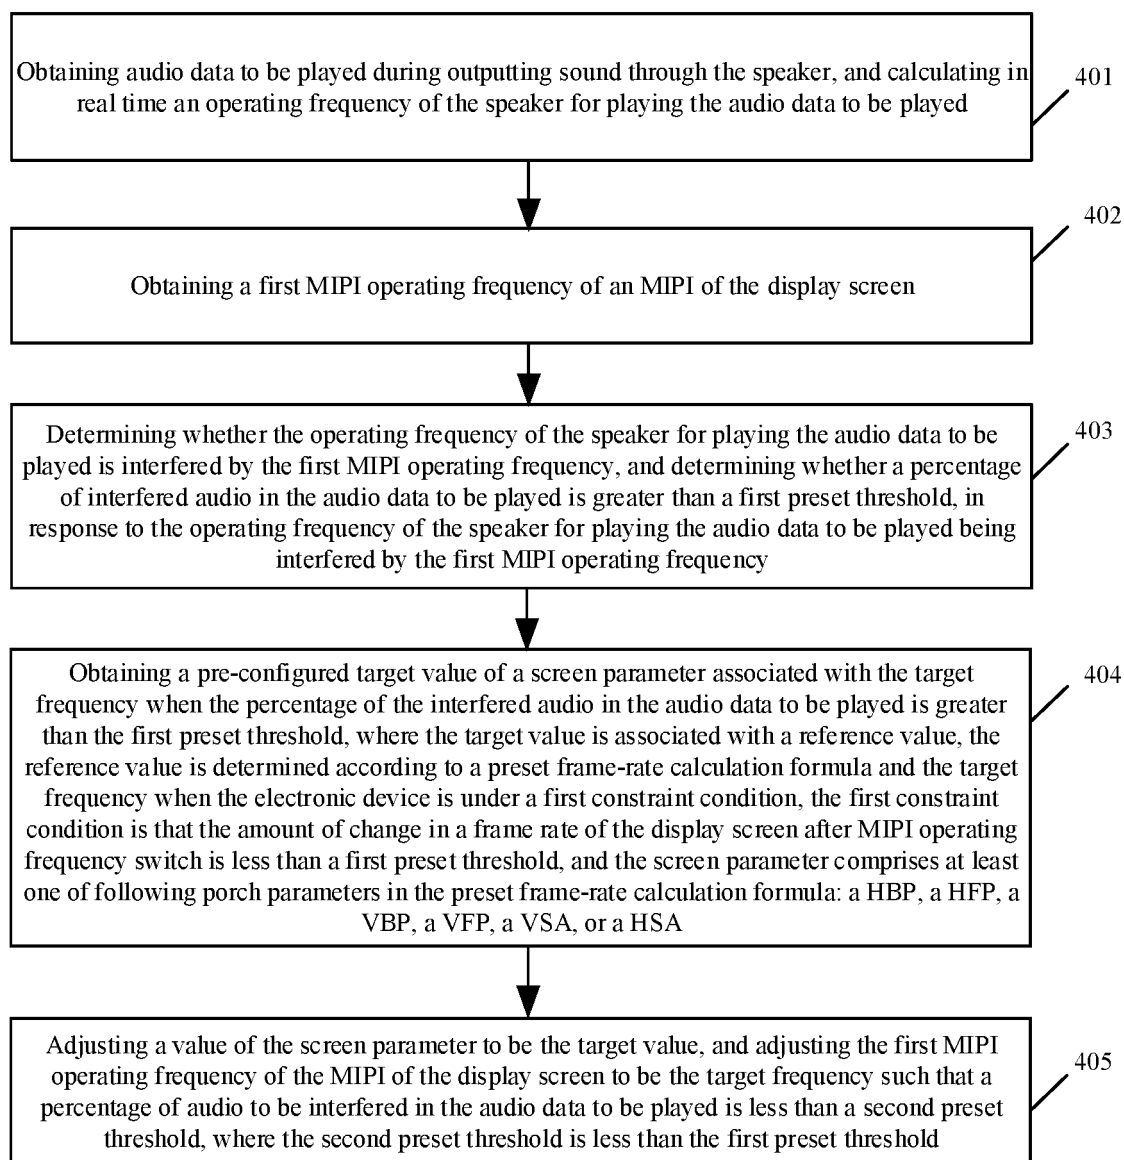 Obtaining audio data to be played during outputting sound through the speaker, and calculating in
real time an operating frequency of the speaker for playing the audio data to be played
401
402
Obtaining a first MIPI operating frequency of an MIPI of the display screen
403
Determining whether the operating frequency of the speaker for playing the audio data to be
played is interfered by the first MIPI operating frequency, and determining whether a percentage
of interfered audio in the audio data to be played is greater than a first preset threshold, in
response to the operating frequency of the speaker for playing the audio data to be played being
interfered by the first MIPI operating frequency
404
Obtaining a pre-configured target value of a screen parameter associated with the target
frequency when the percentage of the interfered audio in the audio data to be played is greater
than the first preset threshold, where the target value is associated with a reference value, the
reference value is determined according to a preset frame-rate calculation formula and the target
frequency when the electronic device is under a first constraint condition, the first constraint
condition is that the amount of change in a frame rate of the display screen after MIPI operating
frequency switch is less than a first preset threshold, and the screen parameter comprises at least
one of following porch parameters in the preset frame-rate calculation formula: a HBP, a HFP, a
VBP, a VFP, a VSA, or a HSA
405
Adjusting a value of the screen parameter to be the target value, and adjusting the first MIPI
operating frequency of the MIPI of the display screen to be the target frequency such that a
percentage of audio to be interfered in the audio data to be played is less than a second preset
threshold, where the second preset threshold is less than the first preset threshold